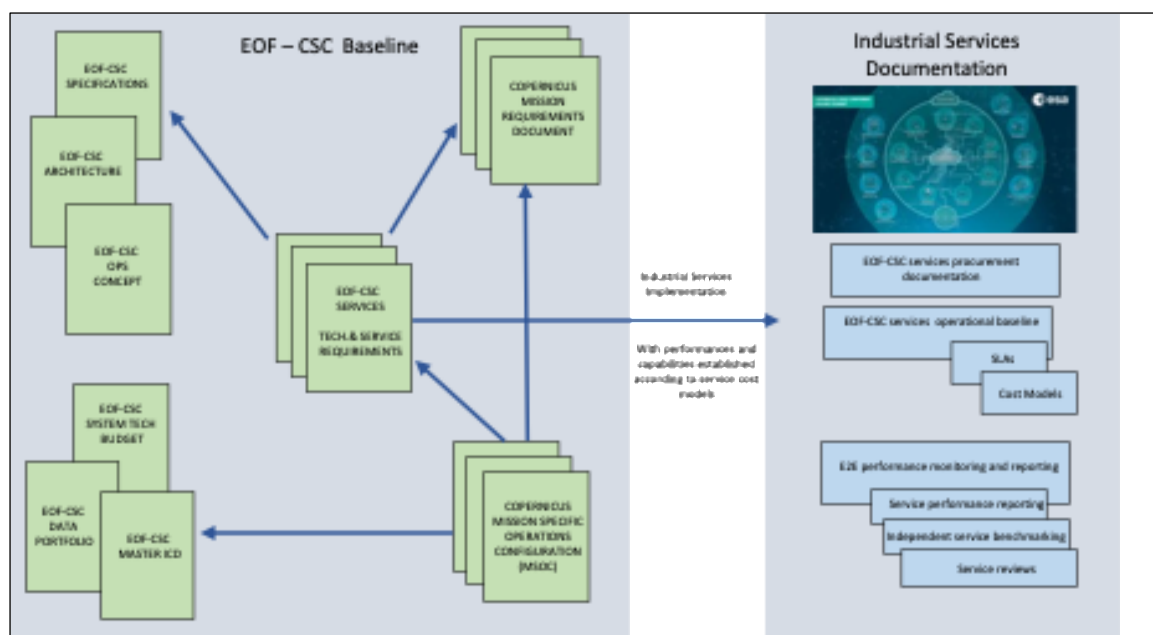 EOF – CSC Baseline
EOF-CSC
SPECIFICATIONS
EOF-CSC
ARCHITECTURE
EOF-CSC
OPS
CONCEPT
COPERNICUS
MISSION
REQUIREMENTS
DOCUMENT
EOF-CSC
SERVICES
TECH.& SERVICE
REQUIREMENTS
EOF-CSC
SYSTEM TECH
BUDGET
EOF-CSC
DATA
PORTFOLIO
EOF-CSC
MASTER ICD
COPERNICUS
MISSION SPECIFIC
OPERATIONS
CONFIGURATION
(MSOC)
Industrial Services
Implementation
With performances and
capabilities established
according to service cost
models
Industrial Services
Documentation
esa
EOF-CSC services procurement
documentation
EOF-CSC services operational baseline
SLAs
Cost Models
E2E performance monitoring and reporting
Service performance reporting
Independent service benchmarking
Service reviews